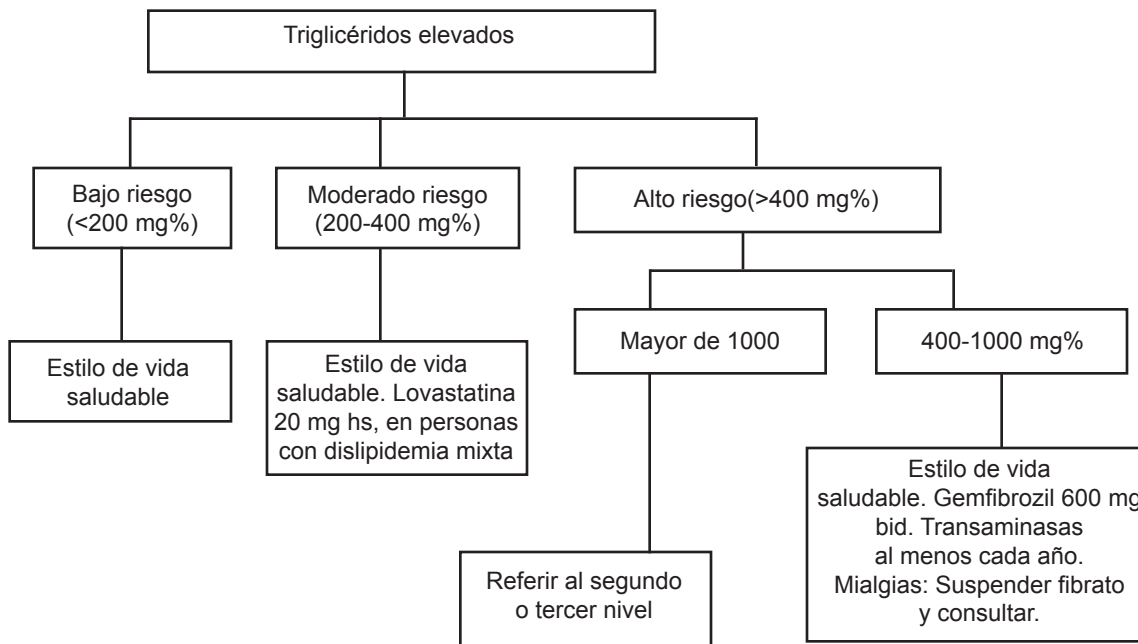 Triglicéridos elevados
Bajo riesgo
(<200 mg%)
Moderado riesgo
(200-400 mg%)
Alto riesgo(>400 mg%)
Mayor de 1000
400-1000 mg%
Estilo de vida
saludable
Estilo de vida
saludable. Lovastatina
20 mg hs, en personas
con dislipidemia mixta
Referir al segundo
o tercer nivel
Estilo de vida
saludable. Gemfibrozil 600 mg
bid. Transaminasas
al menos cada año.
Mialgias: Suspender fibrato
y consultar.